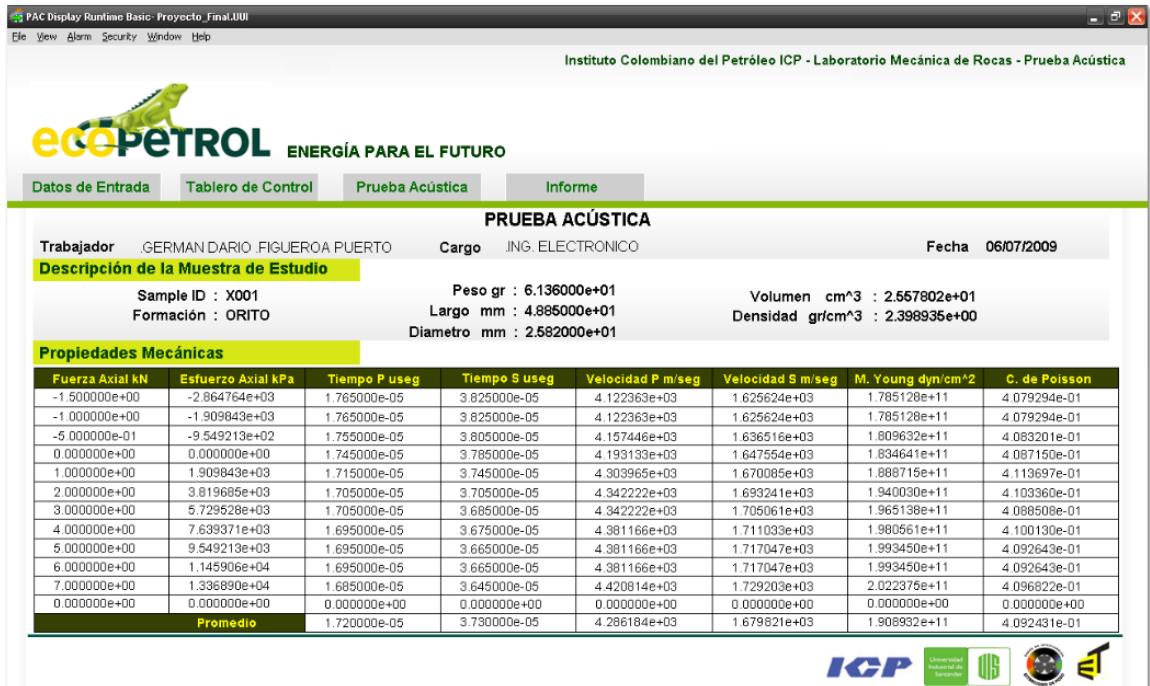 PAC Display Runtime Basic- Proyecto_Final.UUI
File View Alarm Security Window Help
Instituto Colombiano del Petróleo ICP - Laboratorio Mecánica de Rocas - Prueba Acústica
ecoPETROL ENERGÍA PARA EL FUTURO
Datos de Entrada Tablero de Control Prueba Acústica Informe
PRUEBA ACÚSTICA
Trabajador .GERMAN DARIO .FIGUEROA PUERTO Cargo .ING. ELECTRONICO Fecha 06/07/2009
Descripción de la Muestra de Estudio
Sample ID : X001 Peso gr : 6.136000e+01 Volumen cm^3 : 2.557802e+01
Formación : ORITO Largo mm : 4.885000e+01 Densidad gr/cm^3 : 2.398935e+00
Diametro mm : 2.582000e+01
Propiedades Mecánicas
Fuerza Axial kN Esfuerzo Axial kPa Tiempo P useg Tiempo S useg Velocidad P m/seg Velocidad S m/seg M. Young dyn/cm^2 C. de Poisson
-1.500000e+00 -2.864764e+03 1.765000e-05 3.825000e-05 4.122363e+03 1.625624e+03 1.785128e+11 4.079294e-01
-1.000000e+00 -1.909843e+03 1.765000e-05 3.825000e-05 4.122363e+03 1.625624e+03 1.785128e+11 4.079294e-01
-5.000000e-01 -9.549213e+02 1.755000e-05 3.805000e-05 4.157446e+03 1.636516e+03 1.809632e+11 4.083201e-01
0.000000e+00 0.000000e+00 1.745000e-05 3.785000e-05 4.193133e+03 1.647554e+03 1.834641e+11 4.087150e-01
1.000000e+00 1.909843e+03 1.715000e-05 3.745000e-05 4.303965e+03 1.670085e+03 1.888715e+11 4.113697e-01
2.000000e+00 3.819685e+03 1.705000e-05 3.705000e-05 4.342222e+03 1.693241e+03 1.940030e+11 4.103360e-01
3.000000e+00 5.729528e+03 1.705000e-05 3.685000e-05 4.342222e+03 1.705061e+03 1.965138e+11 4.088508e-01
4.000000e+00 7.639371e+03 1.695000e-05 3.675000e-05 4.381166e+03 1.711033e+03 1.980561e+11 4.100130e-01
5.000000e+00 9.549213e+03 1.695000e-05 3.665000e-05 4.381166e+03 1.717047e+03 1.993450e+11 4.092643e-01
6.000000e+00 1.145906e+04 1.695000e-05 3.665000e-05 4.381166e+03 1.717047e+03 1.993450e+11 4.092643e-01
7.000000e+00 1.336890e+04 1.685000e-05 3.645000e-05 4.420814e+03 1.729203e+03 2.022375e+11 4.096822e-01
0.000000e+00 0.000000e+00 0.000000e+00 0.000000e+00 0.000000e+00 0.000000e+00 0.000000e+00 0.000000e+00
Promedio 1.720000e-05 3.730000e-05 4.286184e+03 1.679821e+03 1.908932e+11 4.092431e-01
ICP Universidad Industrial de Santander UIS ET